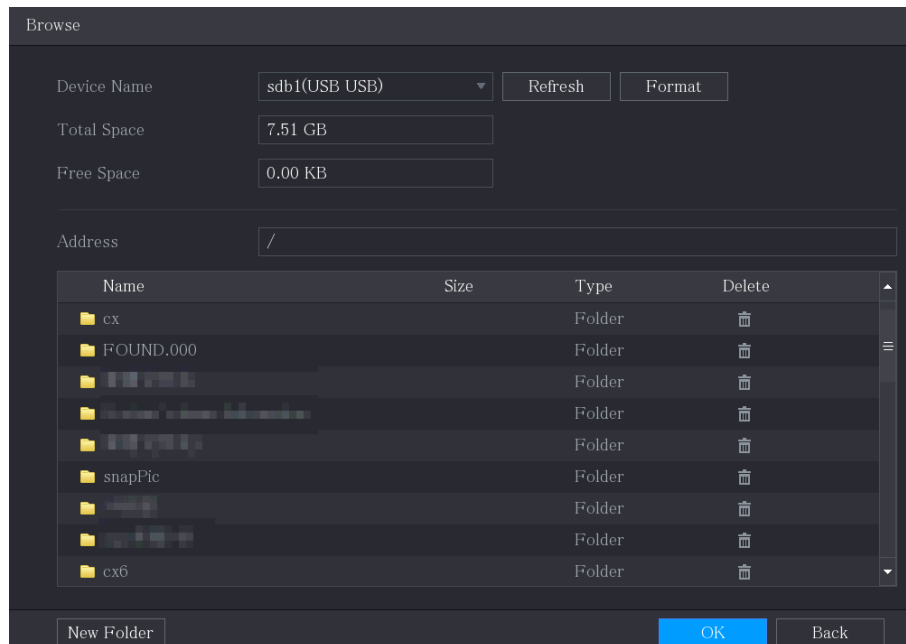 Browse
Device Name sdb1(USB USB) Refresh Format
Total Space 7.51 GB
Free Space 0.00 KB
Address /
Name Size Type Delete
cx Folder
FOUND.000 Folder
Folder
Folder
Folder
snapPic Folder
Folder
Folder
cx6 Folder
New Folder OK Back